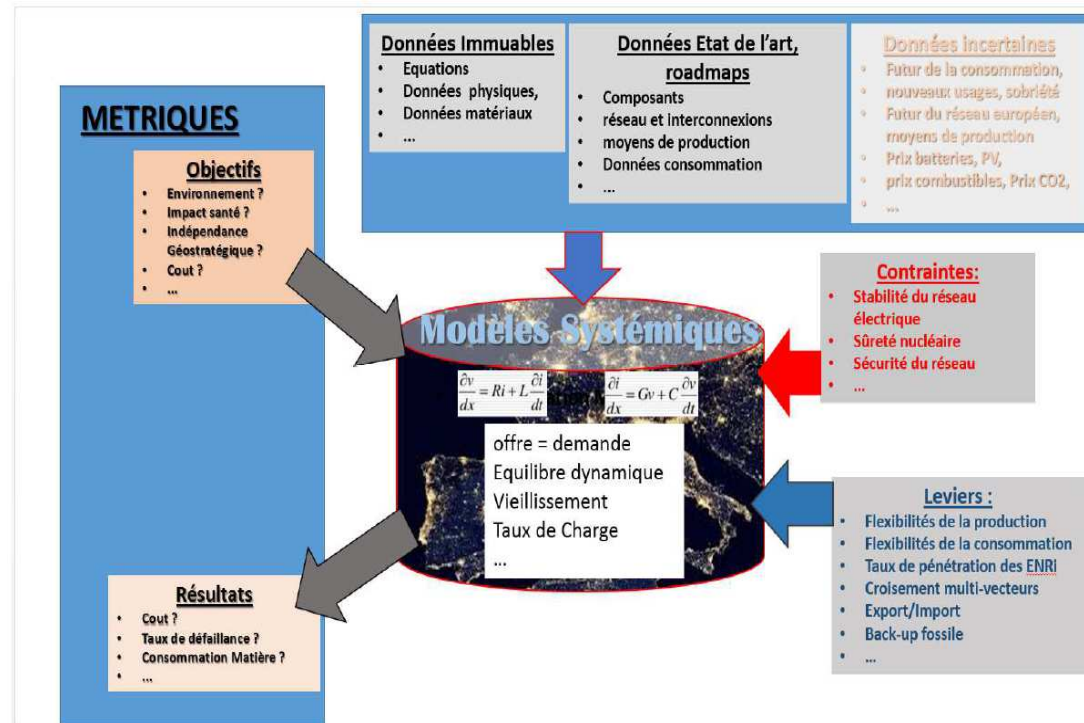 Données Immuables
• Equations
• Données physiques,
• Données matériaux
• ...
Données Etat de l'art,
roadmaps
• Composants
• réseau et interconnexions
• moyens de production
• Données consommation
• ...
Données incertaines
• Futur de la consommation,
• nouveaux usages, sobriété
• Futur du réseau européen,
moyens de production
• Prix batteries, PV,
• prix combustibles, Prix CO2,
• ...
METRIQUES
Objectifs
• Environnement ?
• Impact santé ?
• Indépendance
Géostratégique ?
• Cout ?
• ...
Modèles Systémiques
∂v/dx = Ri + L ∂i/dt
∂i/dx = Gv + C ∂v/dt
offre = demande
Equilibre dynamique
Vieillissement
Taux de Charge
...
Contraintes:
• Stabilité du réseau
électrique
• Sûreté nucléaire
• Sécurité du réseau
• ...
Leviers :
• Flexibilités de la production
• Flexibilités de la consommation
• Taux de pénétration des ENRI
• Croisement multi-vecteurs
• Export/Import
• Back-up fossile
• ...
Résultats
• Cout ?
• Taux de défaillance ?
• Consommation Matière ?
• ...